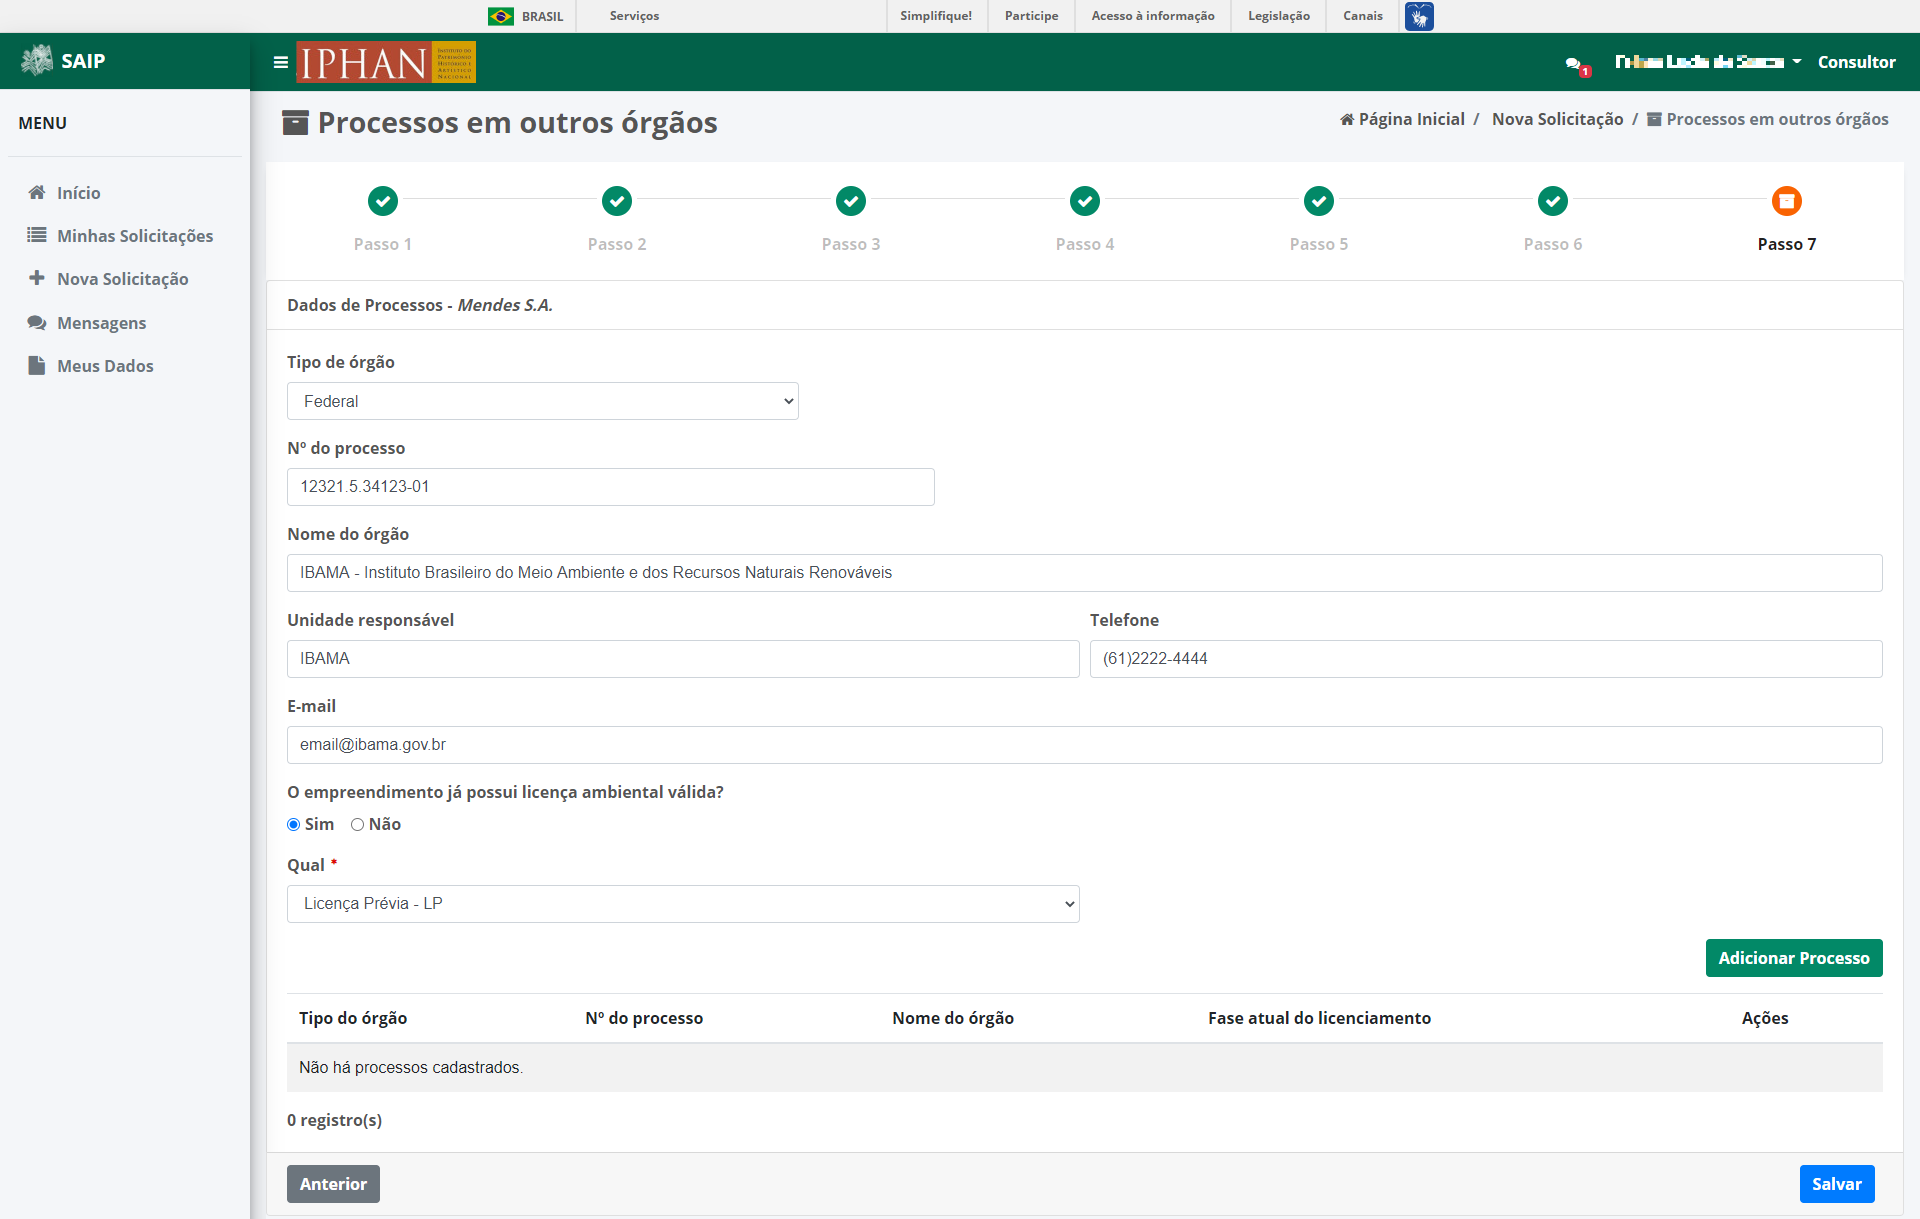 BRASIL
Serviços
Simplifique!
Participe
Acesso à informação
Legislação
Canais
SAIP
IPHAN
INSTITUTO DO
PATRIMÔNIO
HISTÓRICO E
ARTÍSTICO
NACIONAL
1
Consultor
MENU
Início
Minhas Solicitações
Nova Solicitação
Mensagens
Meus Dados
Processos em outros órgãos
Página Inicial / Nova Solicitação / Processos em outros órgãos
Passo 1
Passo 2
Passo 3
Passo 4
Passo 5
Passo 6
Passo 7
Dados de Processos - Mendes S.A.
Tipo de órgão
Federal
Nº do processo
12321.5.34123-01
Nome do órgão
IBAMA - Instituto Brasileiro do Meio Ambiente e dos Recursos Naturais Renováveis
Unidade responsável
Telefone
IBAMA
(61)2222-4444
E-mail
email@ibama.gov.br
O empreendimento já possui licença ambiental válida?
Sim
Não
Qual *
Licença Prévia - LP
Adicionar Processo
Tipo do órgão
Nº do processo
Nome do órgão
Fase atual do licenciamento
Ações
Não há processos cadastrados.
0 registro(s)
Anterior
Salvar